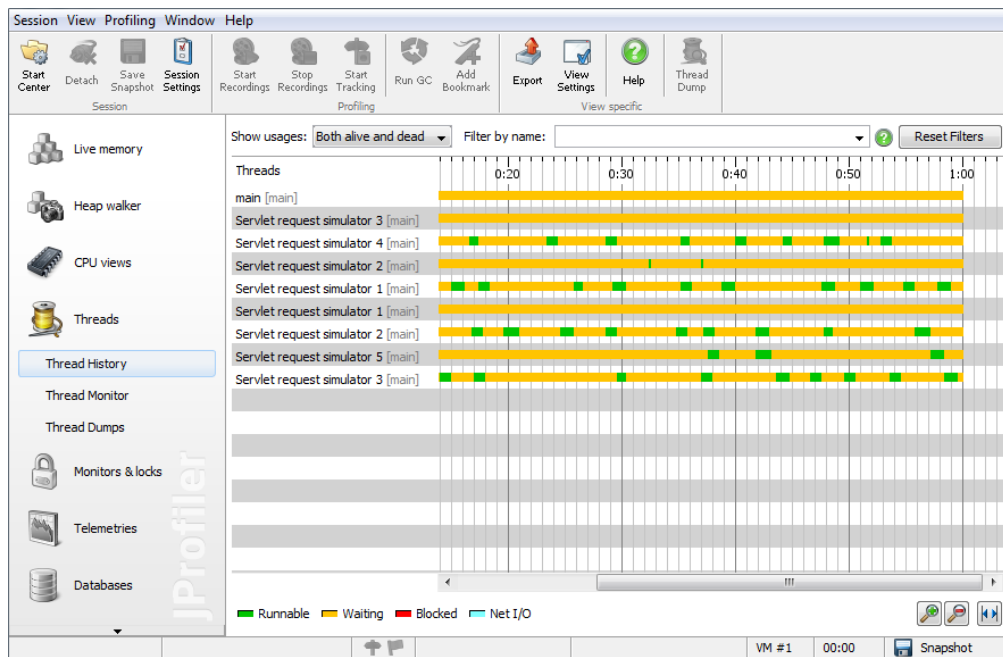 Session View Profiling Window Help
Start Center
Detach
Save Snapshot
Session Settings
Start Recordings
Stop Recordings
Start Tracking
Run GC
Add Bookmark
Export
View Settings
Help
Thread Dump
Session
Profiling
View specific
Live memory
Heap walker
CPU views
Threads
Thread History
Thread Monitor
Thread Dumps
Monitors & locks
Telemetries
Databases
JProfiler
Show usages: Both alive and dead Filter by name: Reset Filters
Threads 0:20 0:30 0:40 0:50 1:00
main [main]
Servlet request simulator 3 [main]
Servlet request simulator 4 [main]
Servlet request simulator 2 [main]
Servlet request simulator 1 [main]
Servlet request simulator 1 [main]
Servlet request simulator 2 [main]
Servlet request simulator 5 [main]
Servlet request simulator 3 [main]
Runnable Waiting Blocked Net I/O
VM #1 00:00 Snapshot